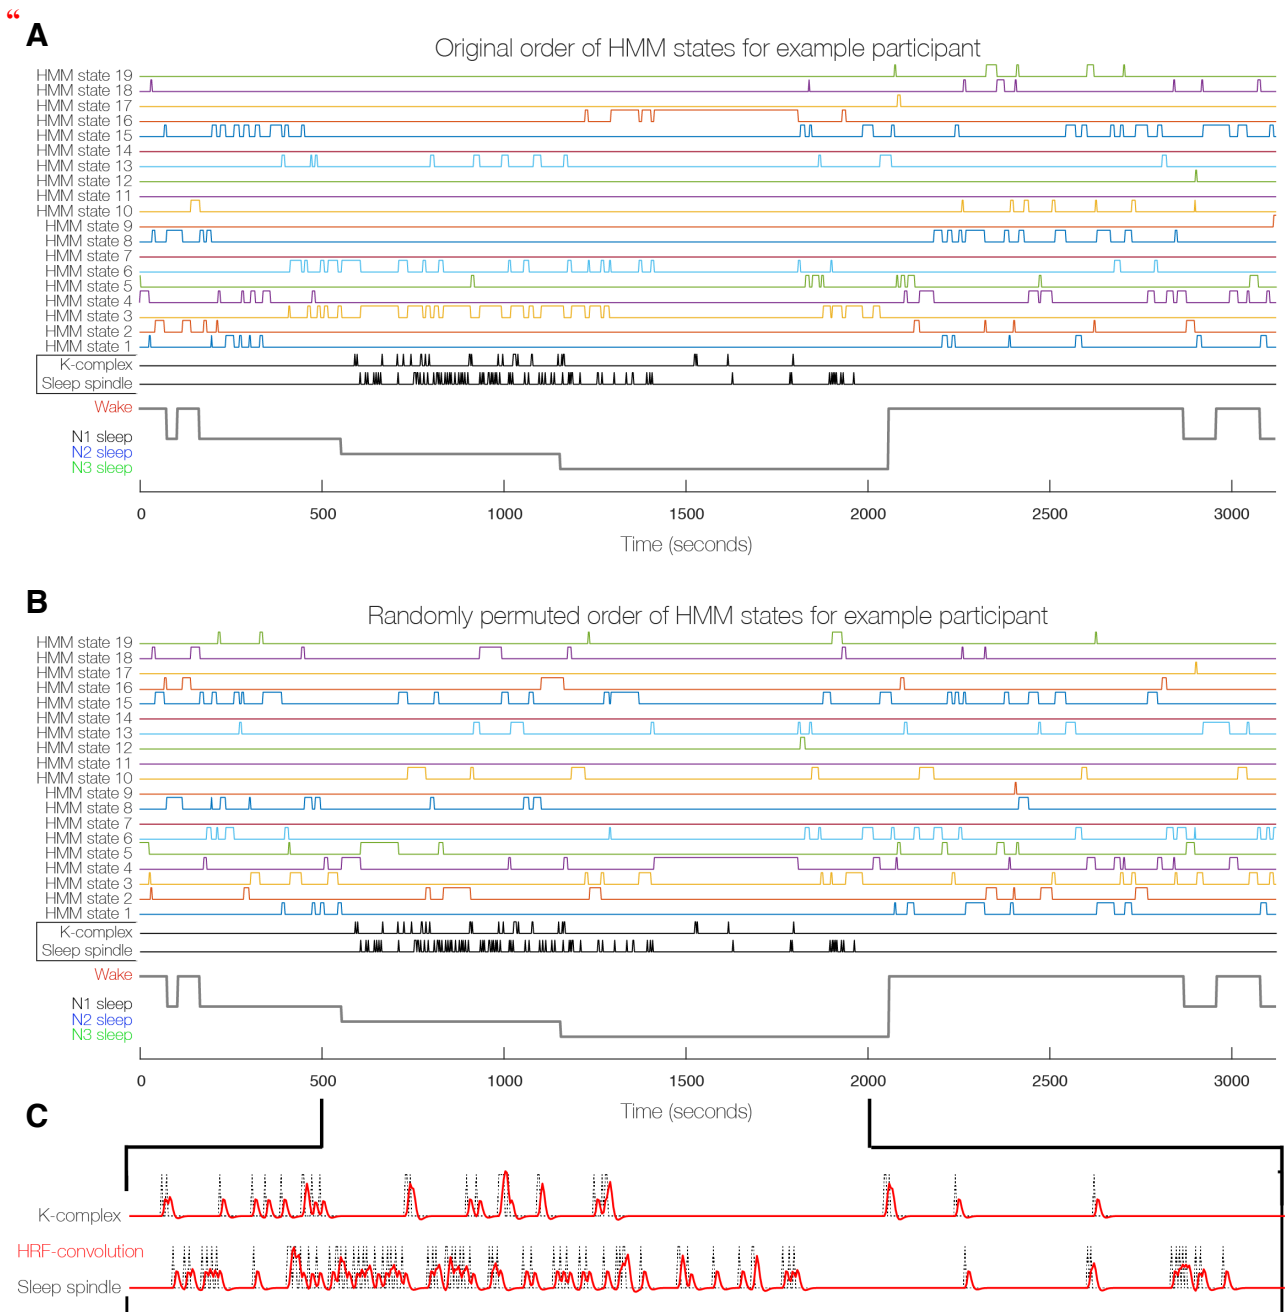 “
A
Original order of HMM states for example participant
HMM state 19
HMM state 18
HMM state 17
HMM state 16
HMM state 15
HMM state 14
HMM state 13
HMM state 12
HMM state 11
HMM state 10
HMM state 9
HMM state 8
HMM state 7
HMM state 6
HMM state 5
HMM state 4
HMM state 3
HMM state 2
HMM state 1
K-complex
Sleep spindle
Wake
N1 sleep
N2 sleep
N3 sleep
0 500 1000 1500 2000 2500 3000
Time (seconds)
B
Randomly permuted order of HMM states for example participant
HMM state 19
HMM state 18
HMM state 17
HMM state 16
HMM state 15
HMM state 14
HMM state 13
HMM state 12
HMM state 11
HMM state 10
HMM state 9
HMM state 8
HMM state 7
HMM state 6
HMM state 5
HMM state 4
HMM state 3
HMM state 2
HMM state 1
K-complex
Sleep spindle
Wake
N1 sleep
N2 sleep
N3 sleep
0 500 1000 1500 2000 2500 3000
Time (seconds)
C
K-complex
HRF-convolution
Sleep spindle